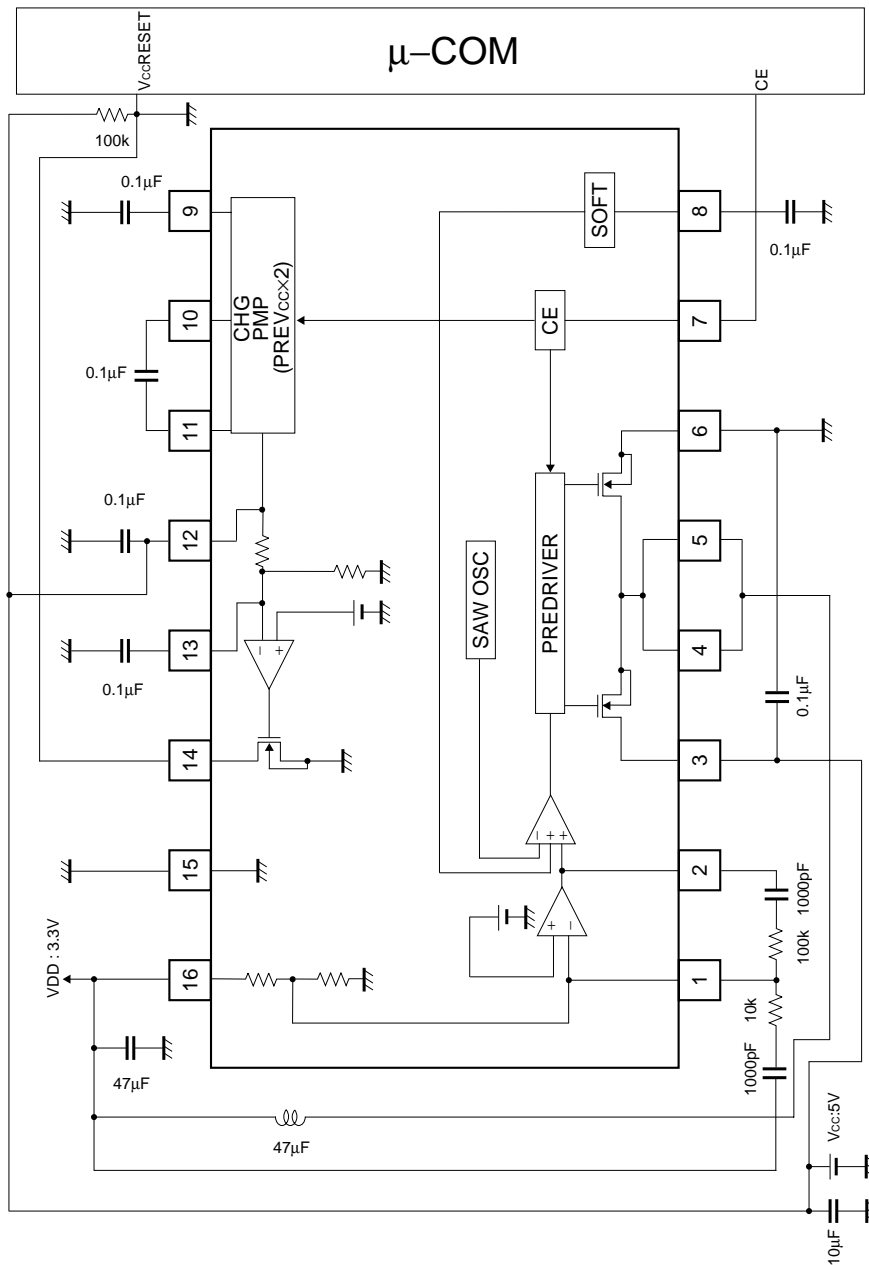 μ–COM
VccRESET
CE
100k
0.1μF
9
CHG
PMP
(PREVcc×2)
10
0.1μF
11
0.1μF
12
13
0.1μF
14
15
VDD : 3.3V
16
47μF
47μF
SOFT
8
0.1μF
CE
7
6
PREDRIVER
SAW OSC
5
4
0.1μF
3
– + +
2
+ –
1
– +
1000pF
100k
10k
1000pF
Vcc:5V
10μF